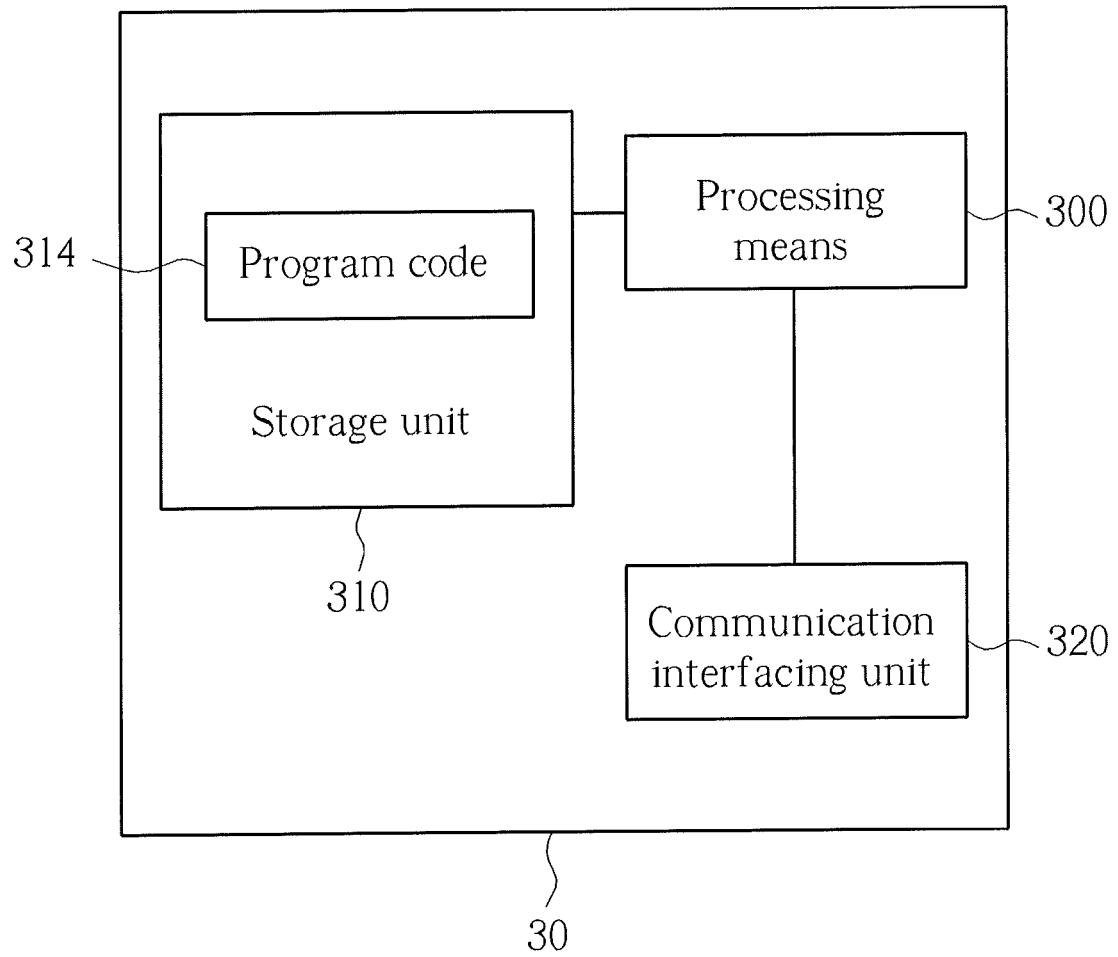 Processing
means
300
314
Program code
Storage unit
310
Communication
interfacing unit
320
30